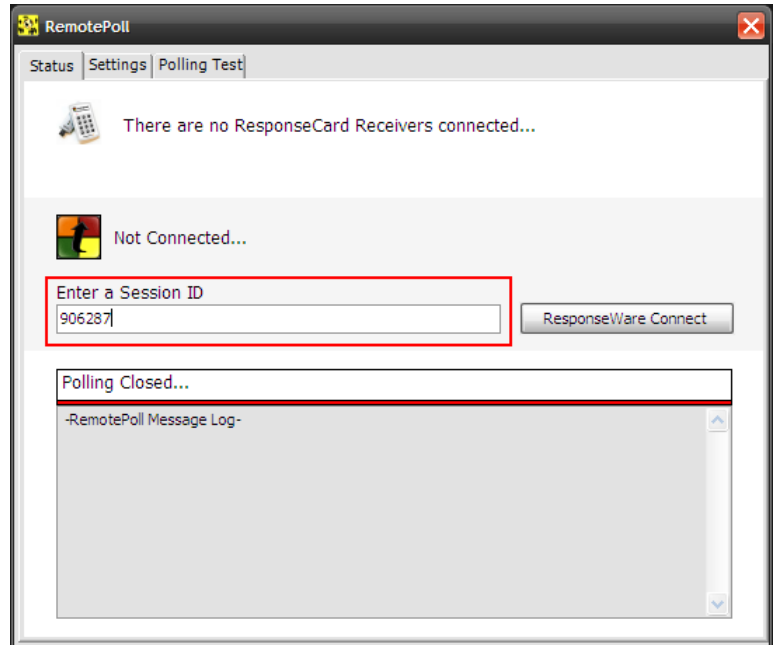 RemotePoll
Status Settings Polling Test
There are no ResponseCard Receivers connected...
t Not Connected...
Enter a Session ID
906287 ResponseWare Connect
Polling Closed...
-RemotePoll Message Log-